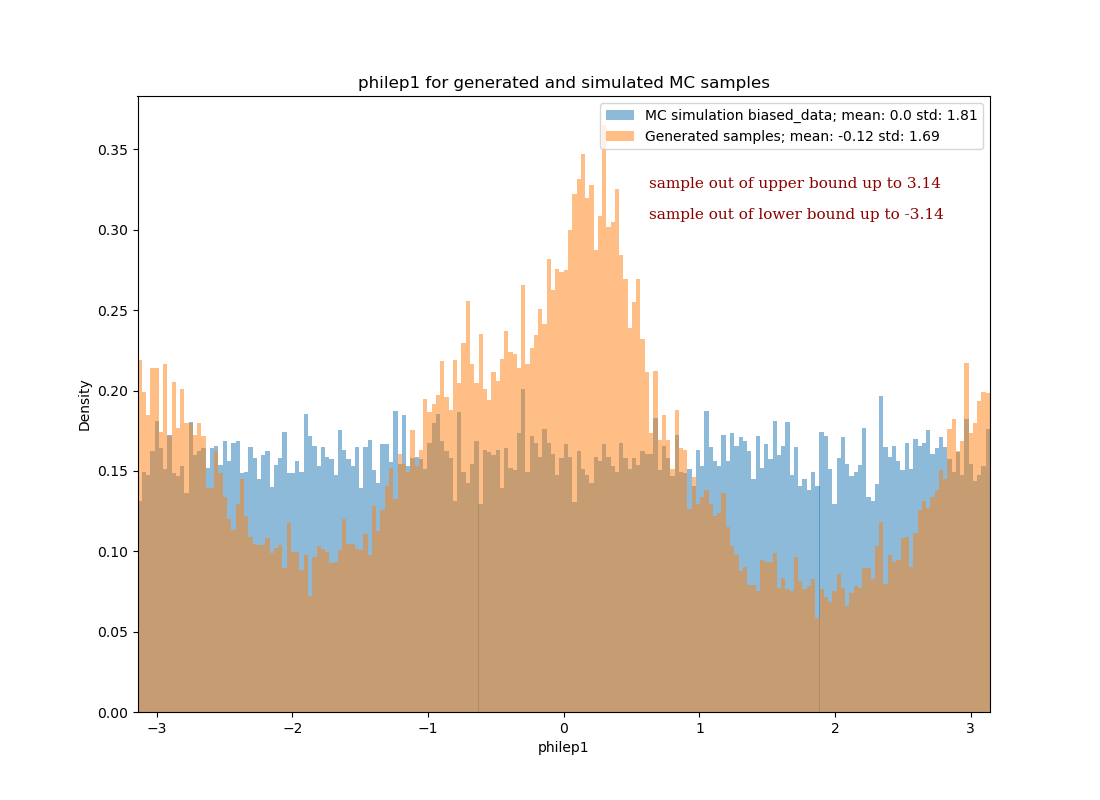 philep1 for generated and simulated MC samples
MC simulation biased_data; mean: 0.0 std: 1.81
Generated samples; mean: -0.12 std: 1.69
sample out of upper bound up to 3.14
sample out of lower bound up to -3.14
Density
0.35
0.30
0.25
0.20
0.15
0.10
0.05
0.00
−3 −2 −1 0 1 2 3
philep1